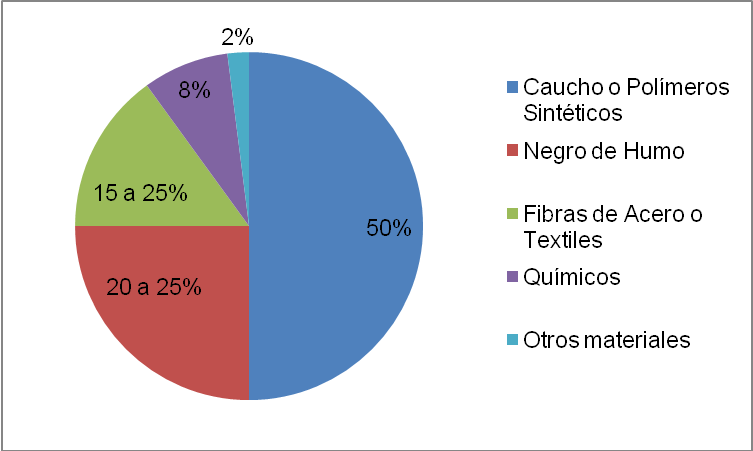 2%
8%
15 a 25%
50%
20 a 25%
Caucho o Polímeros
Sintéticos
Negro de Humo
Fibras de Acero o
Textiles
Químicos
Otros materiales